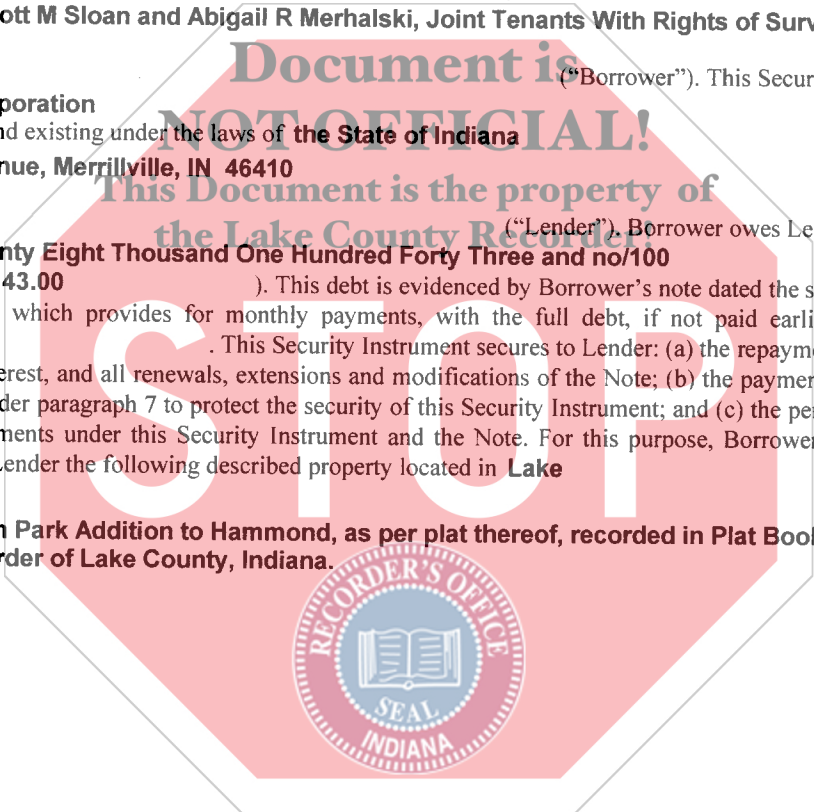 ott M Sloan and Abigail R Merhalski, Joint Tenants With Rights of Surv
Document is
("Borrower"). This Secur
poration
NOT OFFICIAL!
nd existing under the laws of the State of Indiana
nue, Merrillville, IN 46410
This Document is the property of
the Lake County Recorder!
("Lender"). Borrower owes Le
nty Eight Thousand One Hundred Forty Three and no/100
43.00 ). This debt is evidenced by Borrower's note dated the s
which provides for monthly payments, with the full debt, if not paid earli
. This Security Instrument secures to Lender: (a) the repaym
erest, and all renewals, extensions and modifications of the Note; (b) the paymen
der paragraph 7 to protect the security of this Security Instrument; and (c) the pe
ments under this Security Instrument and the Note. For this purpose, Borrower
Lender the following described property located in Lake
STOP
n Park Addition to Hammond, as per plat thereof, recorded in Plat Book
rder of Lake County, Indiana.
RECORDER'S OFFICE
SEAL
INDIANA